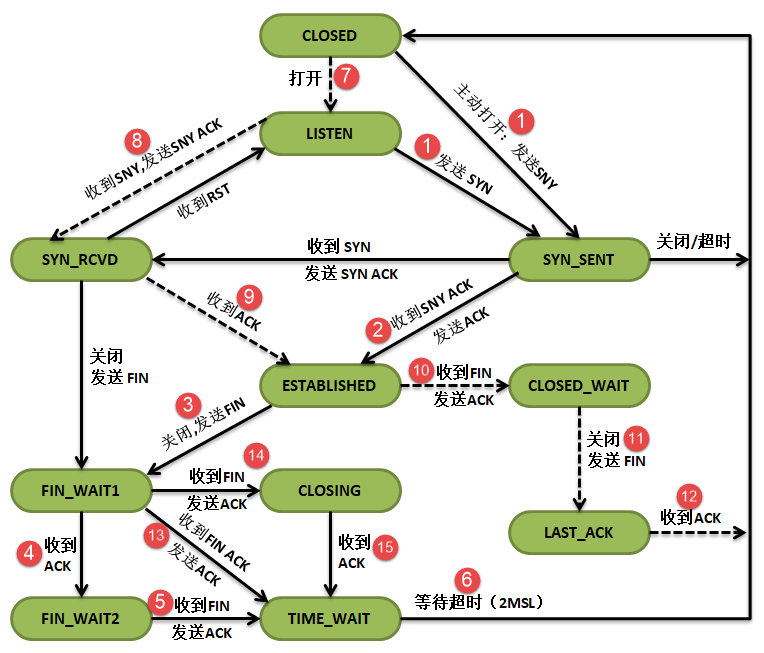 CLOSED
打开 7
主动打开：发送SNY
1
LISTEN
8
收到SNY,发送SNY ACK
1
发送 SYN
收到RST
SYN_RCVD
收到 SYN
发送 SYN ACK
SYN_SENT
关闭/超时
9
收到ACK
2
收到SNY ACK
发送ACK
关闭
发送 FIN
ESTABLISHED
10 收到FIN
发送ACK
CLOSED_WAIT
3
关闭,发送FIN
关闭 11
发送 FIN
FIN_WAIT1
14
收到FIN
发送ACK
CLOSING
12
收到ACK
LAST_ACK
4 收到
ACK
13
收到FIN ACK
发送ACK
收到 15
ACK
FIN_WAIT2
5 收到FIN
发送ACK
TIME_WAIT
6
等待超时（2MSL）